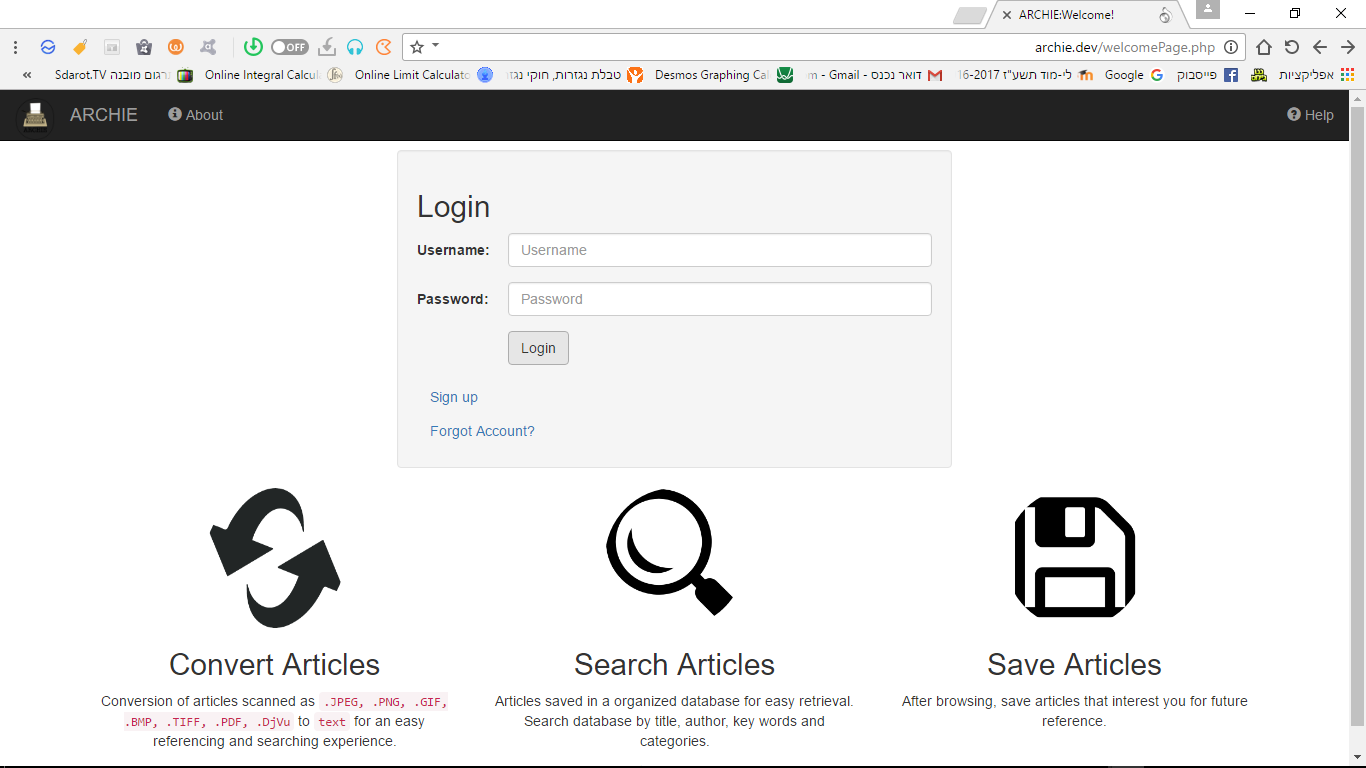 ARCHIE:Welcome!
OFF
archie.dev/welcomePage.php
« Sdarot.TV תרגום מובנה Online Integral Calcul Online Limit Calculato טבלת נגזרות, חוקי נגז Desmos Graphing Cal דואר נכנס - Gmail - m לי-מוד תשע"ז 16-2017 Google פייסבוק אפליקציות
ARCHIE About Help
Login
Username: Username
Password: Password
Login
Sign up
Forgot Account?
Convert Articles
Conversion of articles scanned as .JPEG, .PNG, .GIF,
.BMP, .TIFF, .PDF, .DjVu to text for an easy
referencing and searching experience.
Search Articles
Articles saved in a organized database for easy retrieval.
Search database by title, author, key words and
categories.
Save Articles
After browsing, save articles that interest you for future
reference.